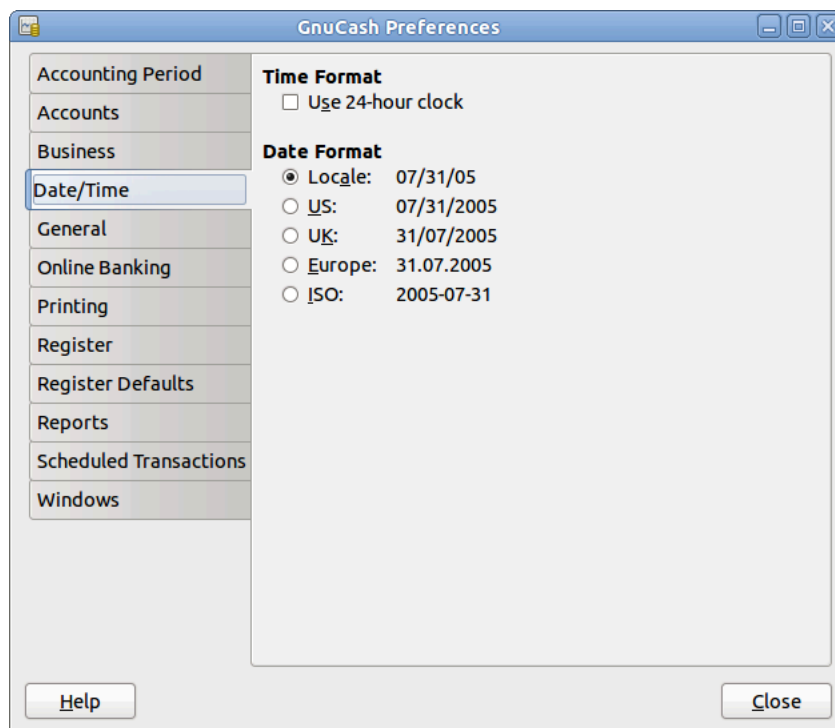 GnuCash Preferences
Accounting Period
Accounts
Business
Date/Time
General
Online Banking
Printing
Register
Register Defaults
Reports
Scheduled Transactions
Windows
Time Format
Use 24-hour clock
Date Format
Locale: 07/31/05
US: 07/31/2005
UK: 31/07/2005
Europe: 31.07.2005
ISO: 2005-07-31
Help
Close